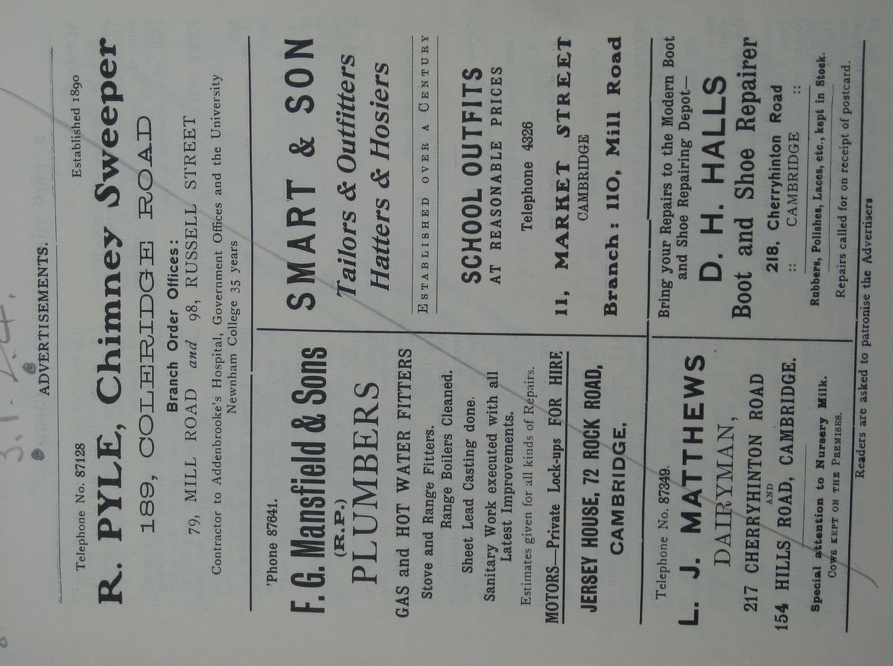 3.1.24.
ADVERTISEMENTS.
Telephone No. 87128
Established 1890
R. PYLE, Chimney Sweeper
189, COLERIDGE ROAD
Branch Order Offices:
79, MILL ROAD and 98, RUSSELL STREET
Contractor to Addenbrooke's Hospital, Government Offices and the University
Newnham College 35 years
'Phone 87641.
F. G. Mansfield & Sons
(R.P.)
PLUMBERS
GAS and HOT WATER FITTERS
Stove and Range Fitters.
Range Boilers Cleaned.
Sheet Lead Casting done.
Sanitary Work executed with all
Latest Improvements.
Estimates given for all kinds of Repairs.
MOTORS—Private Lock-ups FOR HIRE
JERSEY HOUSE, 72 ROCK ROAD,
CAMBRIDGE.
SMART & SON
Tailors & Outfitters
Hatters & Hosiers
ESTABLISHED OVER A CENTURY
SCHOOL OUTFITS
AT REASONABLE PRICES
Telephone 4326
11, MARKET STREET
CAMBRIDGE
Branch: 110, Mill Road
Telephone No. 87349.
L. J. MATTHEWS
DAIRYMAN,
217 CHERRYHINTON ROAD
AND
154 HILLS ROAD, CAMBRIDGE.
Special attention to Nursery Milk.
COWS KEPT ON THE PREMISES.
Bring your Repairs to the Modern Boot
and Shoe Repairing Depot—
D. H. HALLS
Boot and Shoe Repairer
218, Cherryhinton Road
:: CAMBRIDGE ::
Rubbers, Polishes, Laces, etc., kept in Stock.
Repairs called for on receipt of postcard.
Readers are asked to patronise the Advertisers